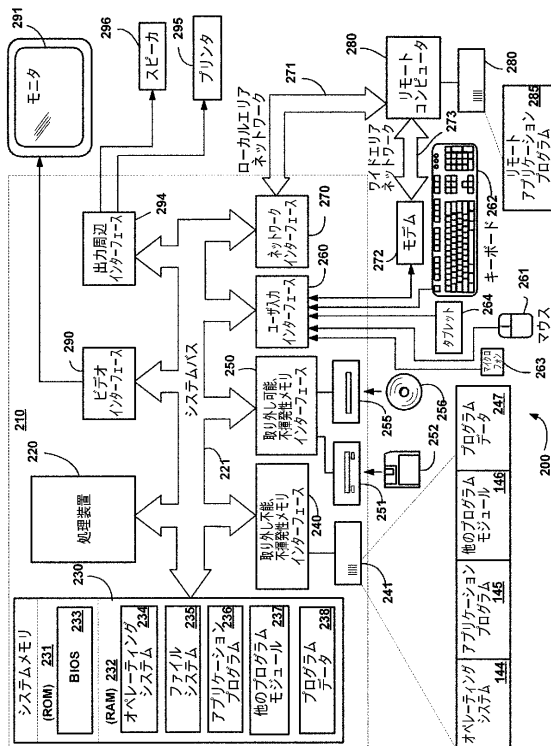 210
220
処理装置
290
ビデオ
インターフェース
294
出力周辺
インターフェース
291
モニタ
296
スピーカ
295
プリンタ
システムバス
221
230
システムメモリ
(ROM) 231
BIOS 233
(RAM) 232
オペレーティング
システム 234
ファイル
システム 235
アプリケーション
プログラム 236
他のプログラム
モジュール 237
プログラム
データ 238
240
取り外し不能、
不揮発性メモリ
インターフェース
250
取り外し可能、
不揮発性メモリ
インターフェース
260
ユーザ入力
インターフェース
270
ネットワーク
インターフェース
ローカルエリア
ネットワーク
271
280
リモート
コンピュータ
280
ワイドエリア
ネットワーク
273
272
モデム
241
251
252
255
256
マイクロ
フォン
263
タブレット
264
マウス
261
キーボード
262
リモート
アプリケーション
プログラム
285
オペレーティング
システム 144
アプリケーション
プログラム 145
他のプログラム
モジュール 146
プログラム
データ 247
200